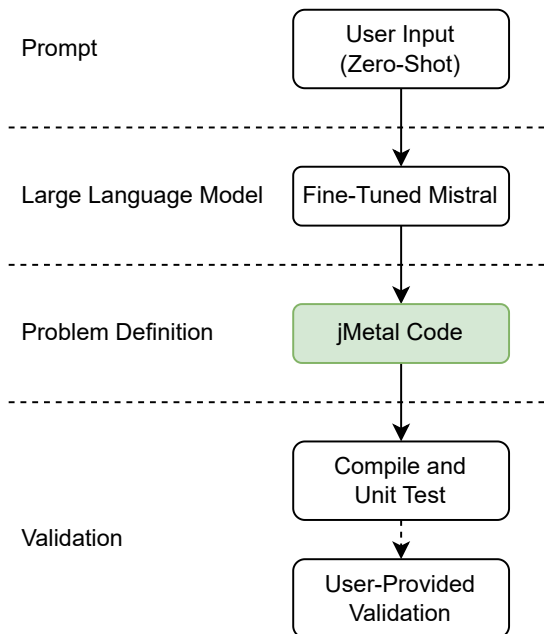 Prompt
User Input
(Zero-Shot)
Large Language Model
Fine-Tuned Mistral
Problem Definition
jMetal Code
Validation
Compile and
Unit Test
User-Provided
Validation